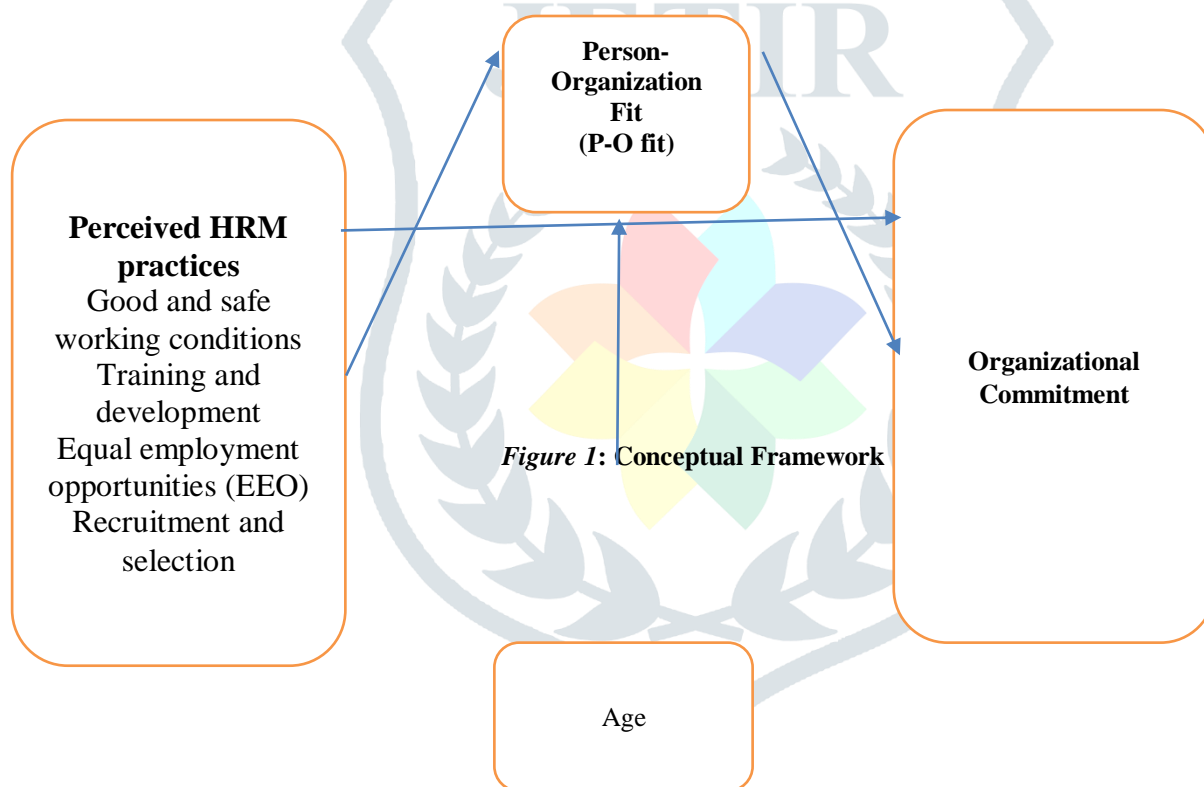 JETIR
Person-
Organization
Fit
(P-O fit)
Perceived HRM
practices
Good and safe
working conditions
Training and
development
Equal employment
opportunities (EEO)
Recruitment and
selection
Organizational
Commitment
Figure 1: Conceptual Framework
Age